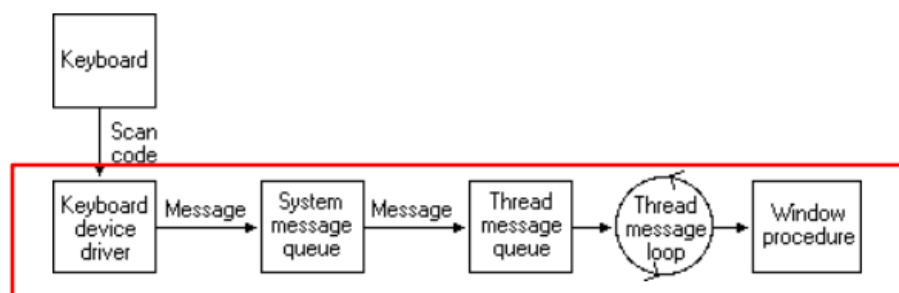 Keyboard
Scan
code
Keyboard
device
driver
Message
System
message
queue
Message
Thread
message
queue
Thread
message
loop
Window
procedure